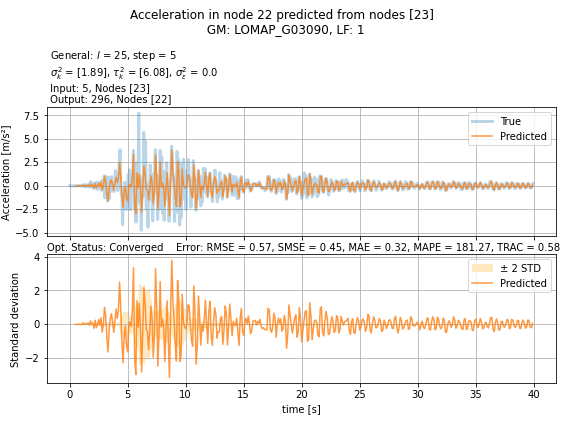 Acceleration in node 22 predicted from nodes [23]
GM: LOMAP_G03090, LF: 1
General: l = 25, step = 5
σ²ₖ = [1.89], τ²ₖ = [6.08], σ²ε = 0.0
Input: 5, Nodes [23]
Output: 296, Nodes [22]
Acceleration [m/s²]
7.5
5.0
2.5
0.0
−2.5
−5.0
True
Predicted
Opt. Status: Converged Error: RMSE = 0.57, SMSE = 0.45, MAE = 0.32, MAPE = 181.27, TRAC = 0.58
Standard deviation
4
2
0
−2
± 2 STD
Predicted
0 5 10 15 20 25 30 35 40
time [s]